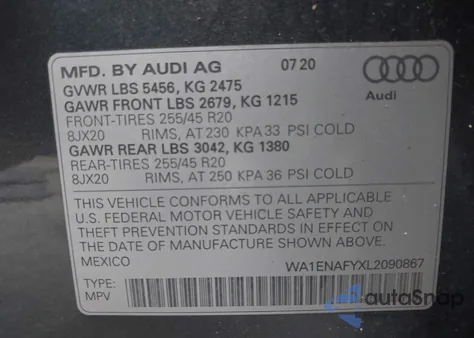 MFD. BY AUDI AG 07 20
GVWR LBS 5456, KG 2475
GAWR FRONT LBS 2679, KG 1215
FRONT-TIRES 255/45 R20
8JX20 RIMS, AT 230 KPA 33 PSI COLD
GAWR REAR LBS 3042, KG 1380
REAR-TIRES 255/45 R20
8JX20 RIMS, AT 250 KPA 36 PSI COLD
Audi
THIS VEHICLE CONFORMS TO ALL APPLICABLE
U.S. FEDERAL MOTOR VEHICLE SAFETY AND
THEFT PREVENTION STANDARDS IN EFFECT ON
THE DATE OF MANUFACTURE SHOWN ABOVE.
MEXICO WA1ENAFYXL2090867
TYPE:
MPV
autoSnap